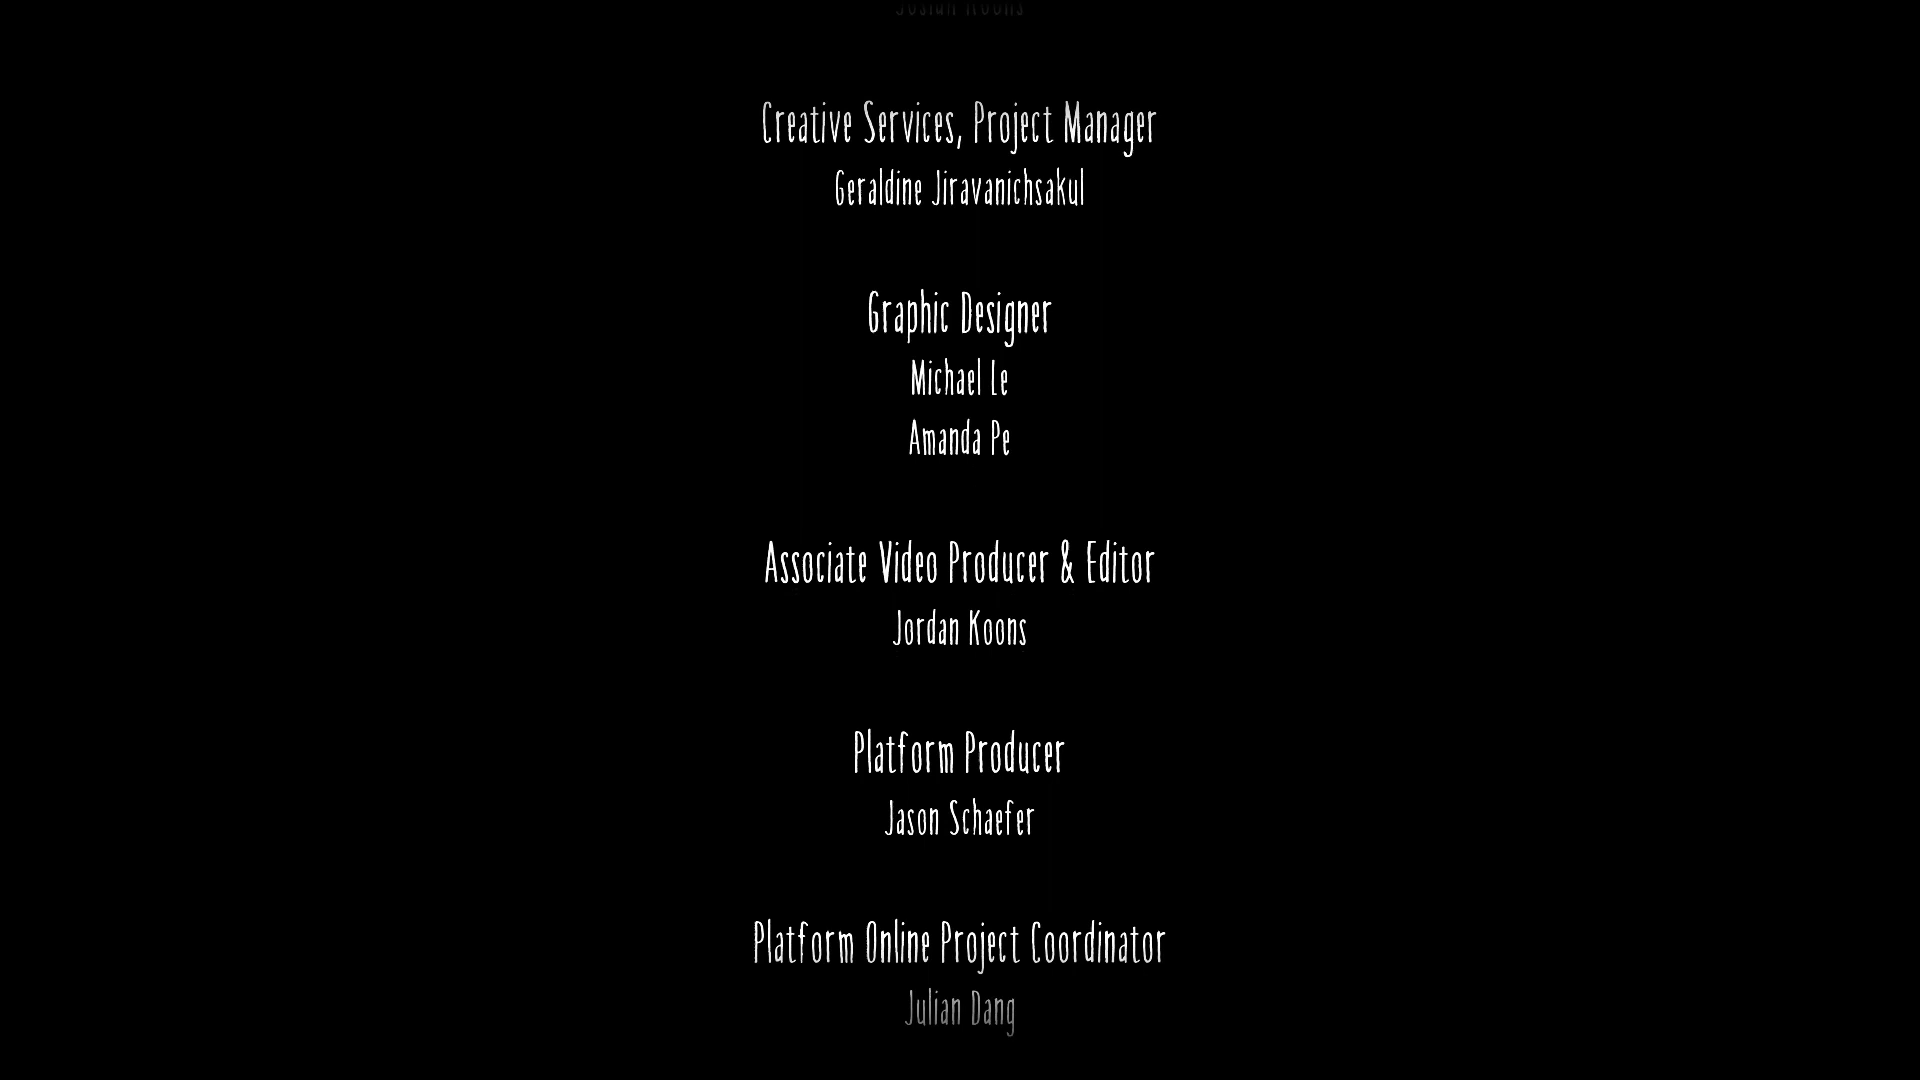 Creative Services, Project Manager
Geraldine Jiravanichsakul
Graphic Designer
Michael Le
Amanda Pe
Associate Video Producer & Editor
Jordan Koons
Platform Producer
Jason Schaefer
Platform Online Project Coordinator
Julian Dang